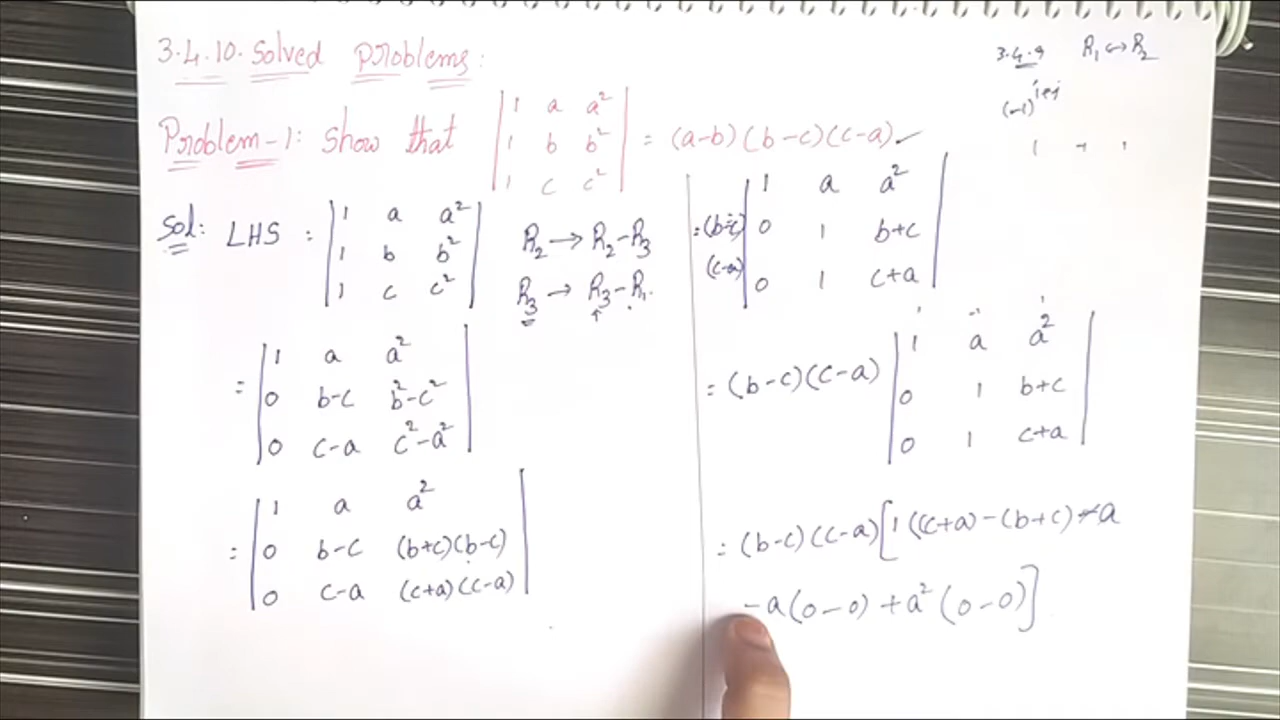 3.4.10. Solved Problems:
Problem-1: Show that | 1 a a² | = (a-b)(b-c)(c-a)
| 1 b b² |
| 1 c c² |
3.4.9 R₁↔R₂
(-1)^i+j
1 + 1
Sol: LHS = | 1 a a² | R₂ → R₂-R₃
| 1 b b² |
| 1 c c² | R₃ → R₃-R₁.
= | 1 a a² |
| 0 b-c b²-c² |
| 0 c-a c²-a² |
= | 1 a a² |
| 0 b-c (b+c)(b-c) |
| 0 c-a (c+a)(c-a) |
= (b-c) | 1 a a² |
(c-a) | 0 1 b+c |
| 0 1 c+a |
= (b-c)(c-a) | 1 a a² |
| 0 1 b+c |
| 0 1 c+a |
= (b-c)(c-a)[1((c+a)-(b+c) -a
-a(0-0)+a²(0-0)]